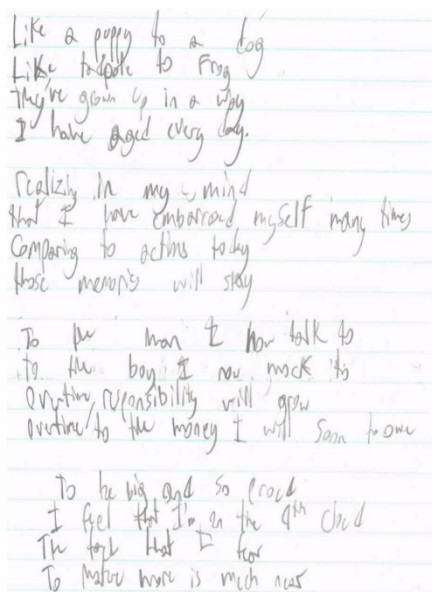 Like a puppy to a dog
Like tadpole to Frog
they've grown up in a way
I have aged every day.
realizing in my mind
that I have embarrased myself many times
Comparing to actions today
those memories will stay
To the man I now talk to
to the boy I now mock to
overtime, responsibility will grow
overtime, to the money I will soon to owe
To be big and so proud
I feel that I'm on the 9th cloud
The that I fear
To mature more is much near